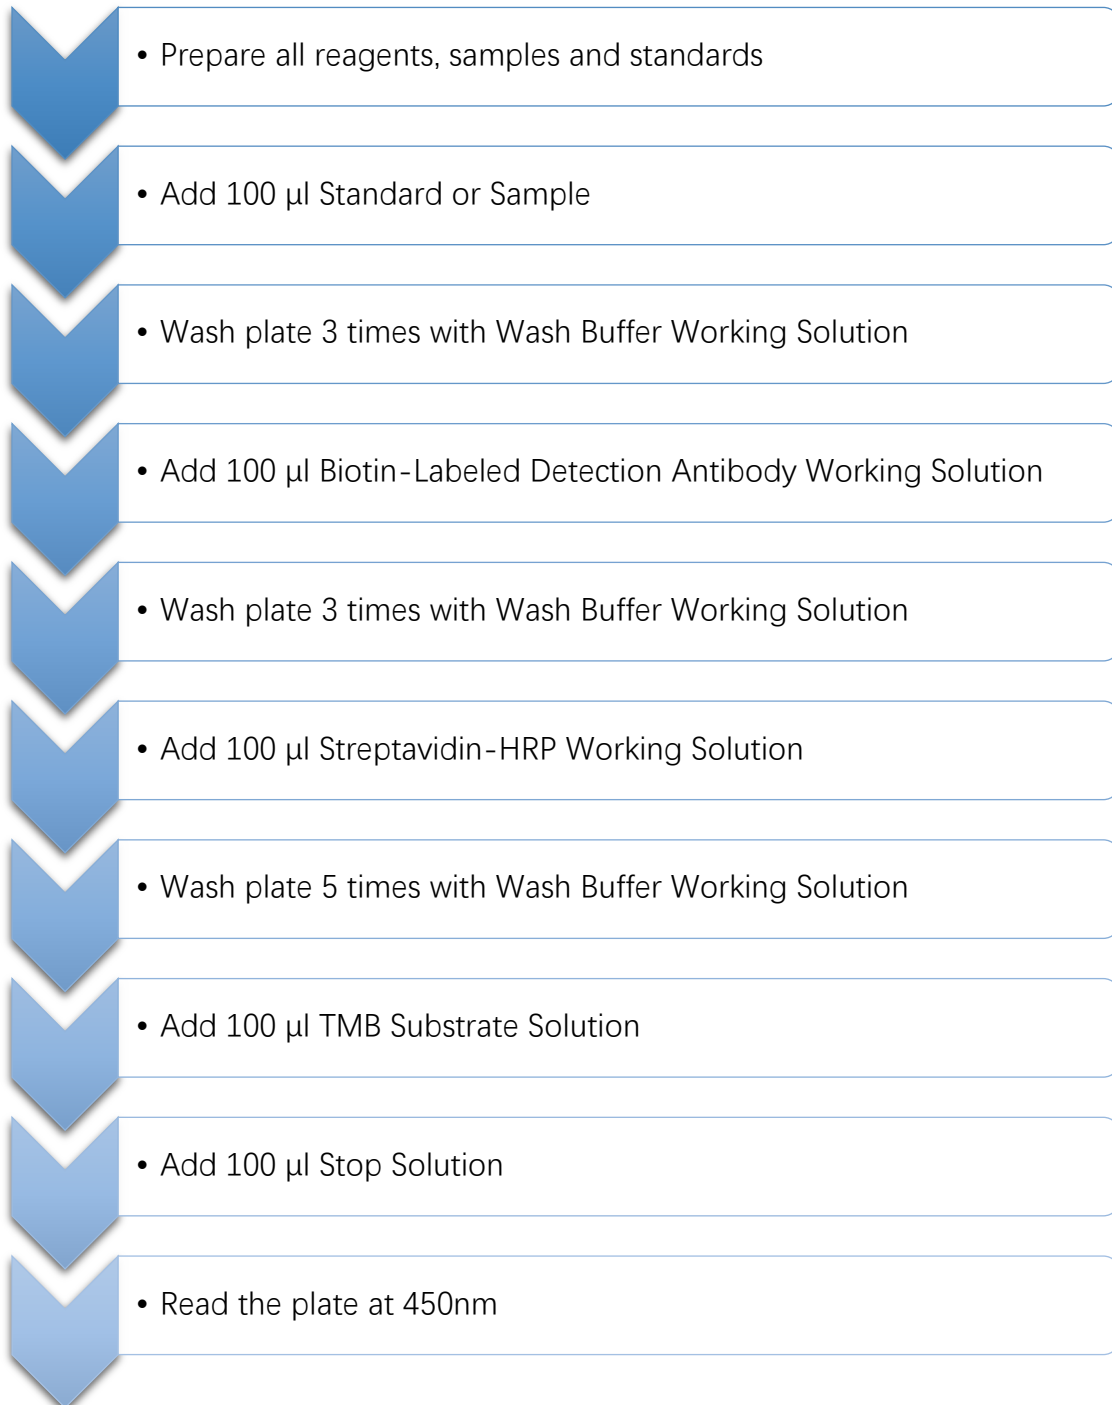 • Prepare all reagents, samples and standards
• Add 100 μl Standard or Sample
• Wash plate 3 times with Wash Buffer Working Solution
• Add 100 μl Biotin-Labeled Detection Antibody Working Solution
• Wash plate 3 times with Wash Buffer Working Solution
• Add 100 μl Streptavidin-HRP Working Solution
• Wash plate 5 times with Wash Buffer Working Solution
• Add 100 μl TMB Substrate Solution
• Add 100 μl Stop Solution
• Read the plate at 450nm